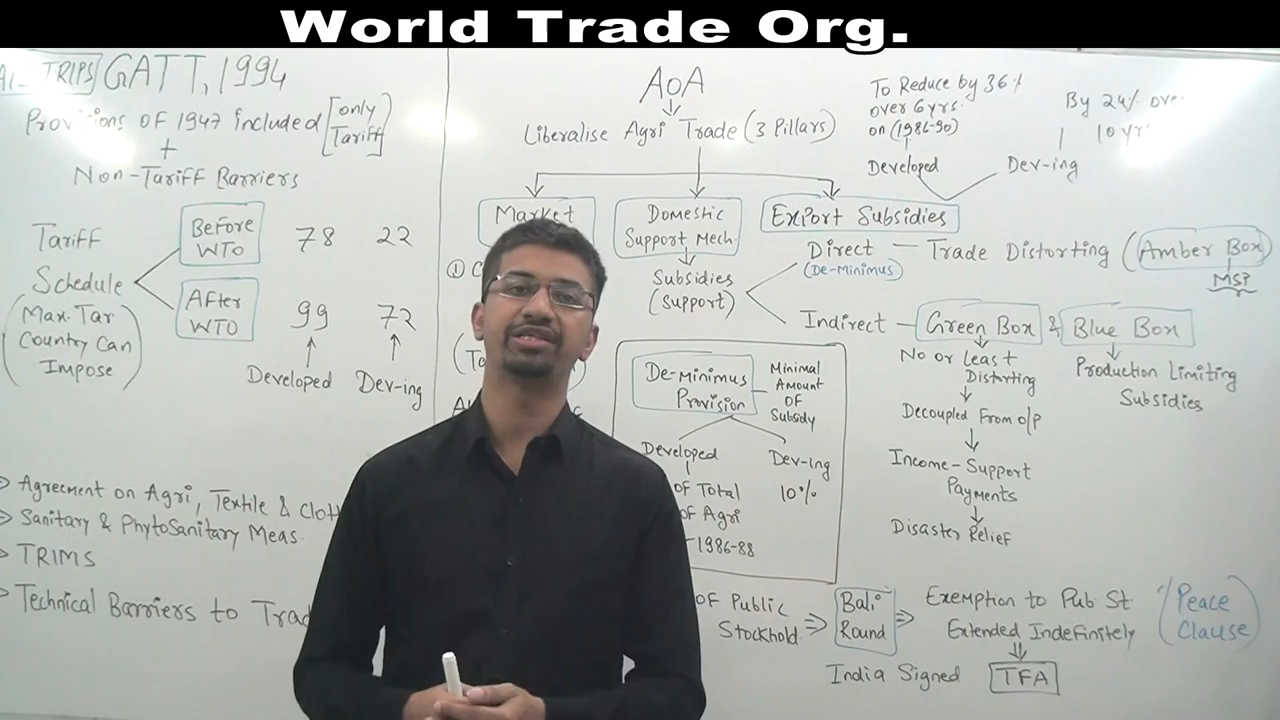 World Trade Org.
TRIPS
GATT, 1994
Provisions OF 1947 included
[only
Tariff]
+
Non-Tariff Barriers
Tariff
Schedule
(Max. Tar
Country Can
Impose)
Before
WTO
78 22
After
WTO
99 72
Developed Dev-ing
Agreement on Agri, Textile &
Sanitary & PhytoSanitary Meas.
TRIMS
Technical Barriers to
AoA
Liberalise Agri Trade (3 Pillars)
To Reduce by 36%
over 6 yrs.
on (1986-90)
Developed
By 24%
10
Dev-ing
Market
Domestic
Support Mech.
Export Subsidies
Subsidies
(Support)
Direct — Trade Distorting (Amber Box)
(De-Minimus)
Indirect — Green Box & Blue Box
No or Least
Distorting
Decoupled From o/p
Income-Support
Payments
Disaster Relief
Production Limiting
Subsidies
De-Minimus
Provision
Minimal
Amount
OF
Subsidy
Developed
OF Total
OF Agri
1986-88
Dev-ing
10%
OF Public
Stockhold.
Bali
Round
Exemption to Pub St
Extended Indefinitely
(Peace
Clause)
India Signed TFA